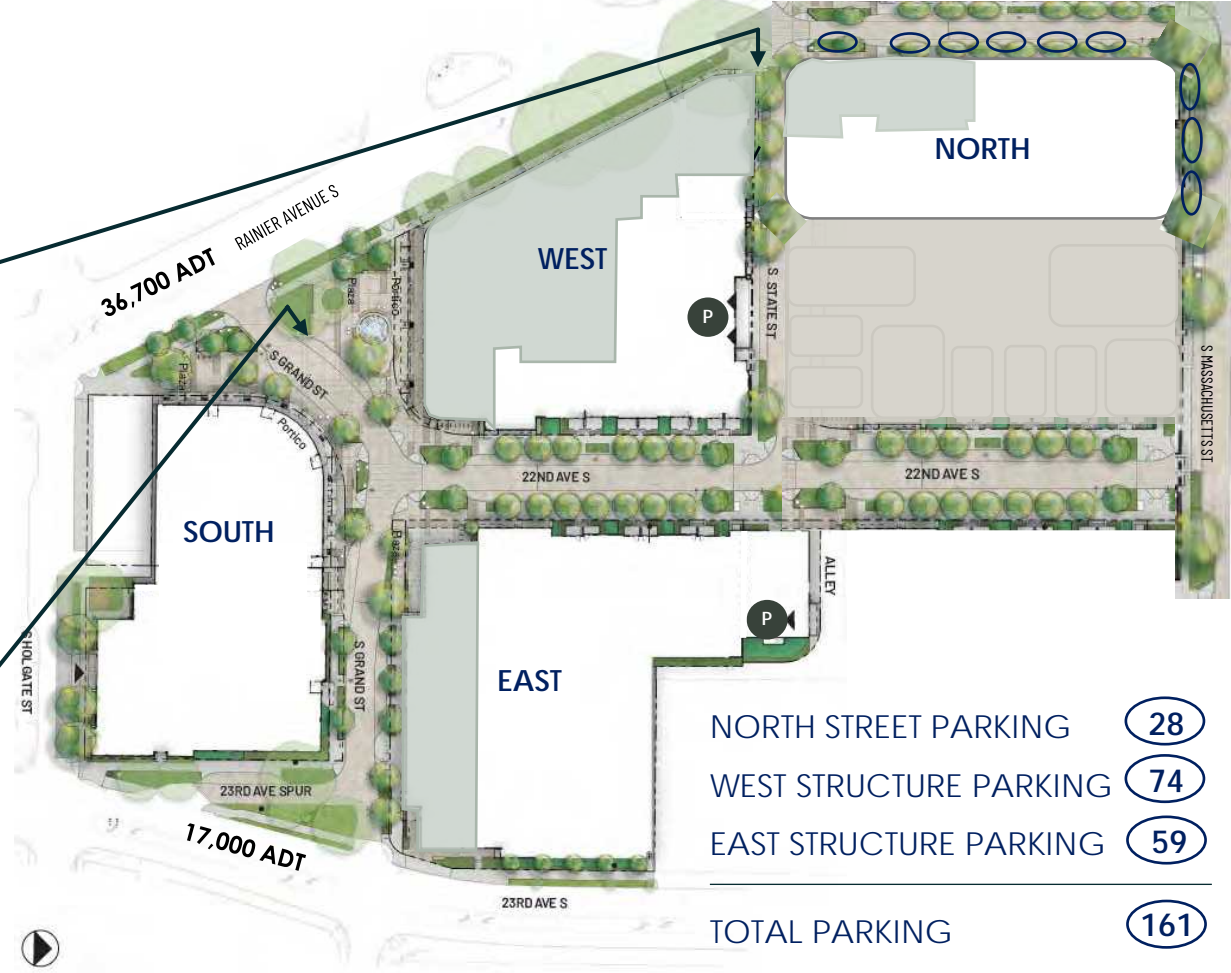 NORTH
RAINIER AVENUE S
36,700 ADT
WEST
P
S STATE ST
Plaza
Portico
S MASSACHUSETTS ST
S GRAND ST
Plaza
Portico
22ND AVE S
22ND AVE S
SOUTH
Plaza
ALLEY
P
S HOLGATE ST
S GRAND ST
EAST
23RD AVE SPUR
17,000 ADT
23RD AVE S
NORTH STREET PARKING 28
WEST STRUCTURE PARKING 74
EAST STRUCTURE PARKING 59
TOTAL PARKING 161